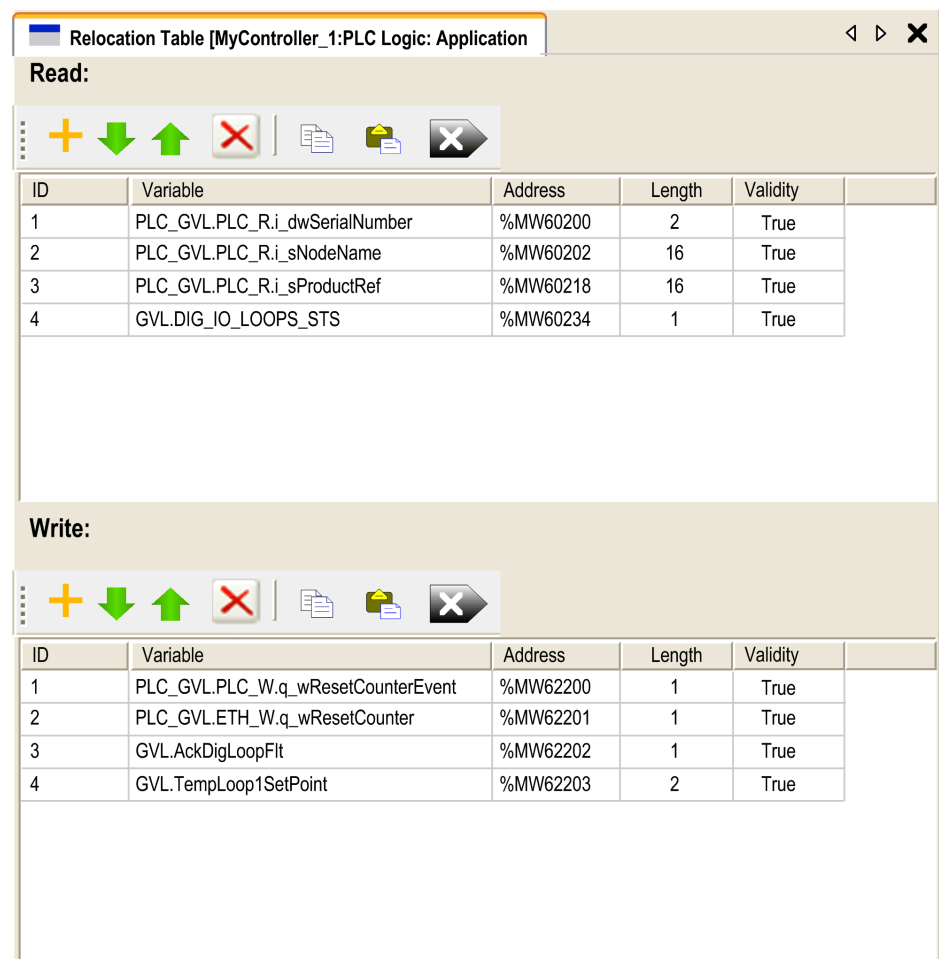 Relocation Table [MyController_1:PLC Logic: Application
Read:
ID Variable Address Length Validity
1 PLC_GVL.PLC_R.i_dwSerialNumber %MW60200 2 True
2 PLC_GVL.PLC_R.i_sNodeName %MW60202 16 True
3 PLC_GVL.PLC_R.i_sProductRef %MW60218 16 True
4 GVL.DIG_IO_LOOPS_STS %MW60234 1 True
Write:
ID Variable Address Length Validity
1 PLC_GVL.PLC_W.q_wResetCounterEvent %MW62200 1 True
2 PLC_GVL.ETH_W.q_wResetCounter %MW62201 1 True
3 GVL.AckDigLoopFlt %MW62202 1 True
4 GVL.TempLoop1SetPoint %MW62203 2 True